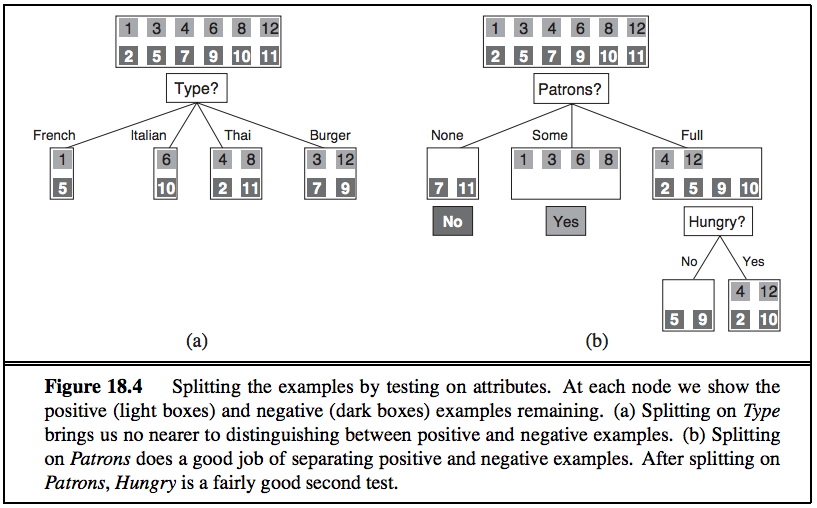 1 3 4 6 8 12
2 5 7 9 10 11
Type?
French Italian Thai Burger
1 6 4 8 3 12
5 10 2 11 7 9
(a)
1 3 4 6 8 12
2 5 7 9 10 11
Patrons?
None Some Full
1 3 6 8 4 12
7 11 2 5 9 10
No Yes Hungry?
No Yes
4 12
5 9 2 10
(b)
Figure 18.4 Splitting the examples by testing on attributes. At each node we show the
positive (light boxes) and negative (dark boxes) examples remaining. (a) Splitting on Type
brings us no nearer to distinguishing between positive and negative examples. (b) Splitting
on Patrons does a good job of separating positive and negative examples. After splitting on
Patrons, Hungry is a fairly good second test.